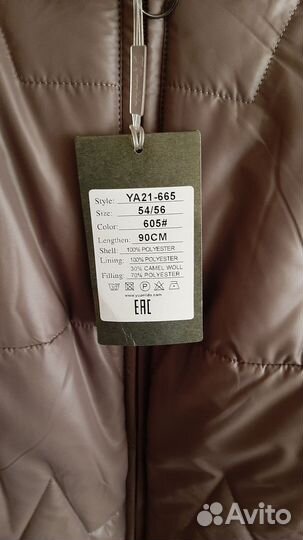 Style: YA21-665
Size: 54/56
Color: 605#
Lengthen: 90CM
Shell: 100% POLYESTER
Lining: 100% POLYESTER
30% CAMEL WOLL
Filling: 70% POLYESTER
EAC
Avito